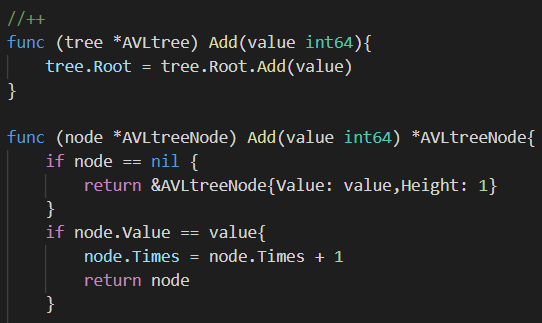 //++
func (tree *AVLtree) Add(value int64){
    tree.Root = tree.Root.Add(value)
}
func (node *AVLtreeNode) Add(value int64) *AVLtreeNode{
    if node == nil {
        return &AVLtreeNode{Value: value,Height: 1}
    }
    if node.Value == value{
        node.Times = node.Times + 1
        return node
    }